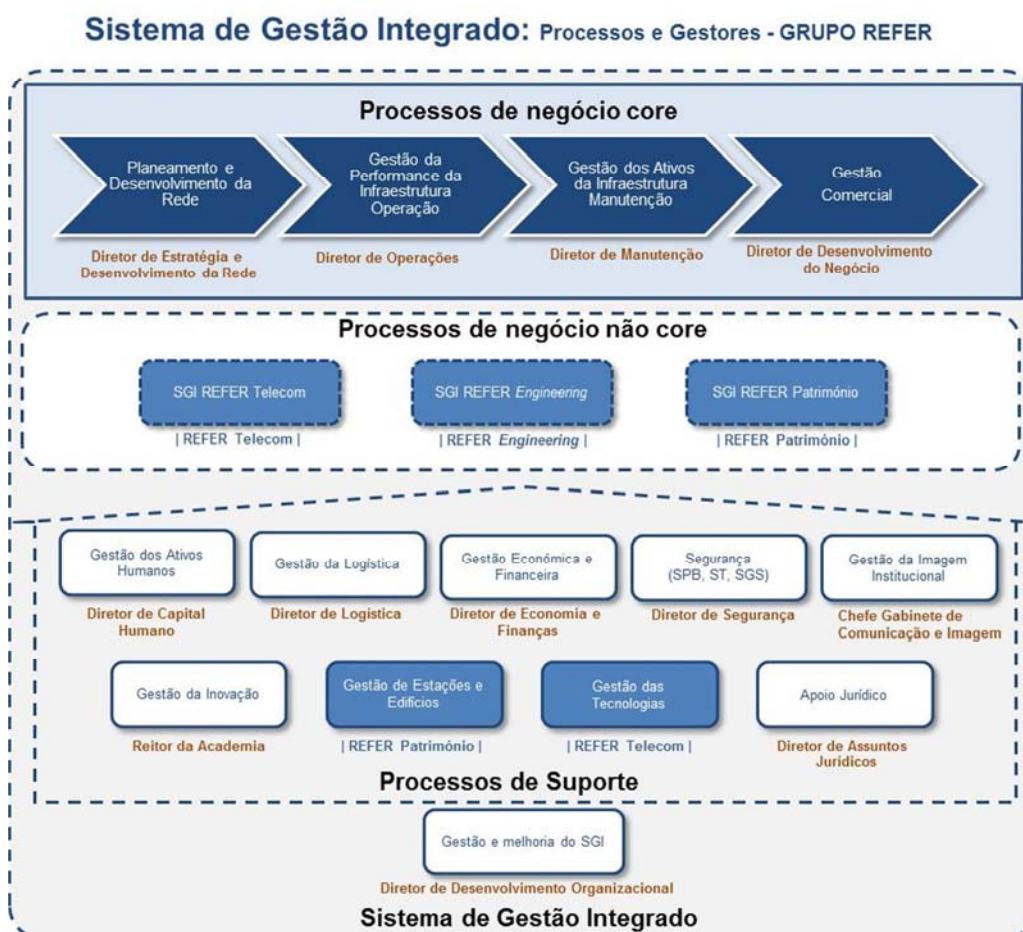 Sistema de Gestão Integrado: Processos e Gestores - GRUPO REFER
Processos de negócio core
Planeamento e
Desenvolvimento da
Rede
Diretor de Estratégia e
Desenvolvimento da Rede
Gestão da
Performance da
Infraestrutura
Operação
Diretor de Operações
Gestão dos Ativos
da Infraestrutura
Manutenção
Diretor de Manutenção
Gestão
Comercial
Diretor de Desenvolvimento
do Negócio
Processos de negócio não core
SGI REFER Telecom
| REFER Telecom |
SGI REFER Engineering
| REFER Engineering |
SGI REFER Património
| REFER Património |
Gestão dos Ativos
Humanos
Diretor de Capital
Humano
Gestão da Logística
Diretor de Logística
Gestão Económica e
Financeira
Diretor de Economia e
Finanças
Segurança
(SPB, ST, SGS)
Diretor de Segurança
Gestão da Imagem
Institucional
Chefe Gabinete de
Comunicação e Imagem
Gestão da Inovação
Reitor da Academia
Gestão de Estações e
Edifícios
| REFER Património |
Gestão das
Tecnologias
| REFER Telecom |
Apoio Jurídico
Diretor de Assuntos
Jurídicos
Processos de Suporte
Gestão e melhoria do SGI
Diretor de Desenvolvimento Organizacional
Sistema de Gestão Integrado